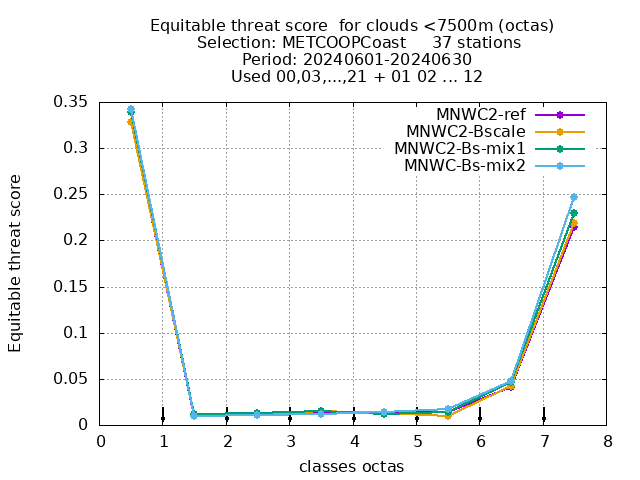 Equitable threat score  for clouds <7500m (octas)
Selection: METCOOPCoast     37 stations
Period: 20240601-20240630
Used 00,03,...,21 + 01 02 ... 12
MNWC2-ref
MNWC2-Bscale
MNWC2-Bs-mix1
MNWC-Bs-mix2
Equitable threat score
0.35
0.3
0.25
0.2
0.15
0.1
0.05
0
0 1 2 3 4 5 6 7 8
classes octas